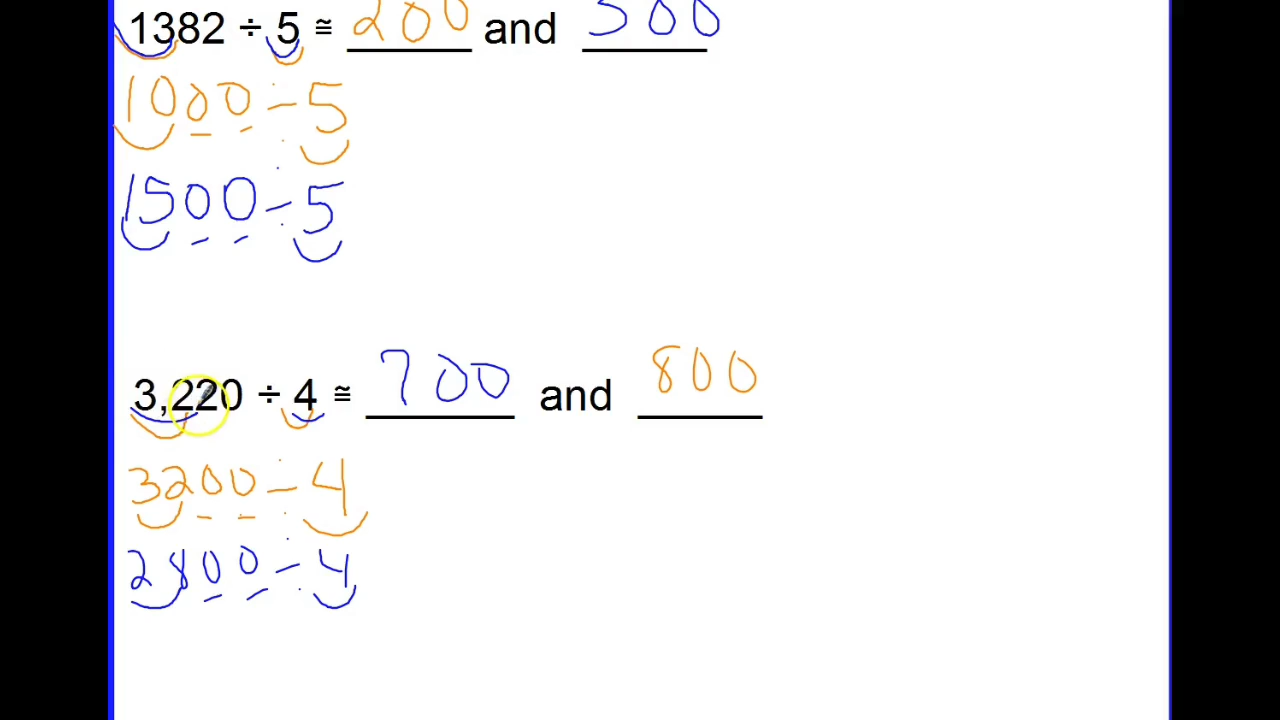 1382 ÷ 5 ≅ 200 and 300
1000 ÷ 5
1500 ÷ 5
3,220 ÷ 4 ≅ 700 and 800
3200 ÷ 4
2800 ÷ 4